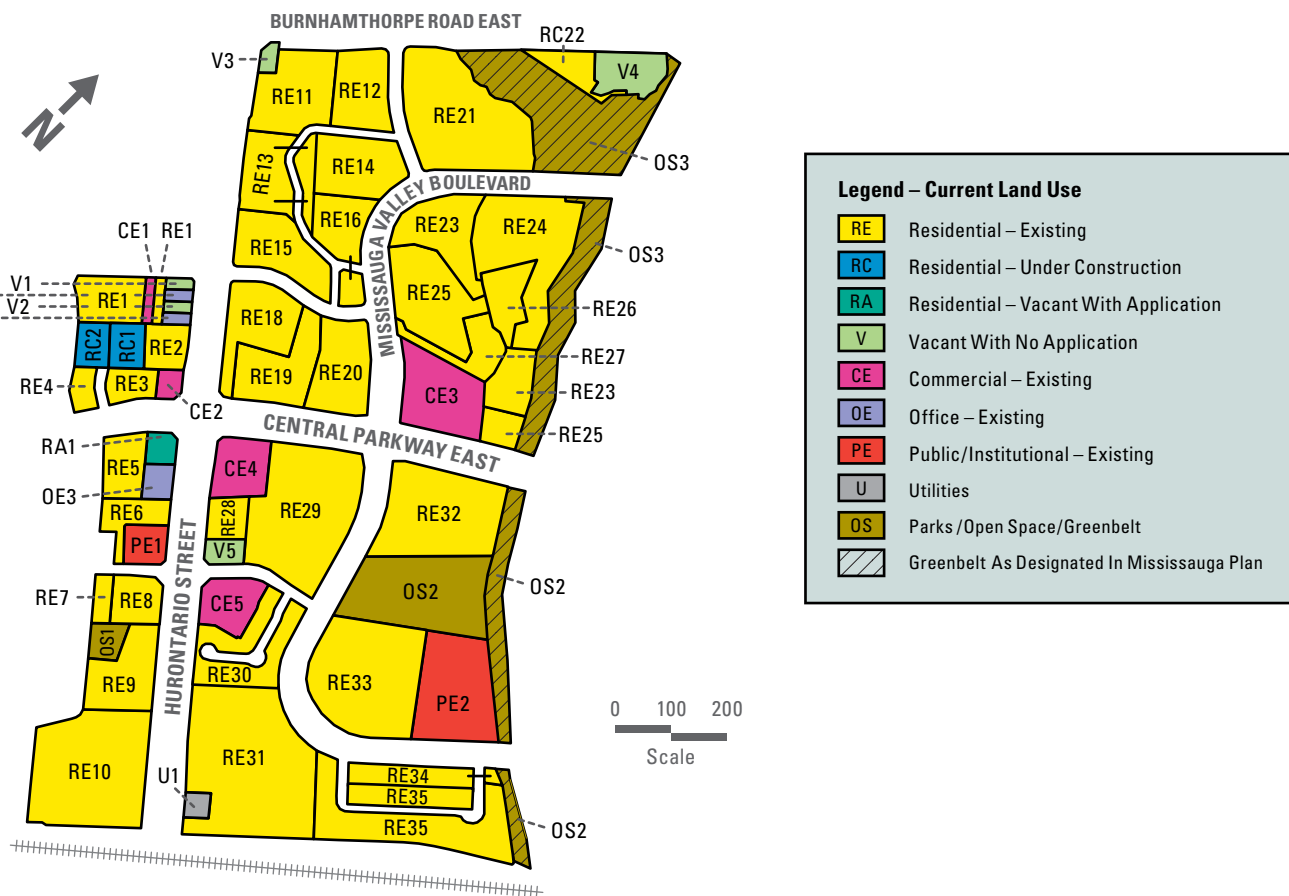 BURNHAMTHORPE ROAD EAST
RC22
V3
V4
N
RE11
RE12
RE21
OS3
RE13
RE14
MISSISSAUGA VALLEY BOULEVARD
RE16
RE23
RE24
CE1
RE1
RE15
OS3
V1
RE1
V2
RE25
RE26
RE18
RC2
RC1
RE2
RE27
RE19
RE20
RE4
RE3
CE3
RE23
CE2
CENTRAL PARKWAY EAST
RE25
RA1
RE5
CE4
OE3
RE6
RE28
RE29
RE32
PE1
V5
HURONTARIO STREET
OS2
OS2
RE7
RE8
CE5
OS1
RE30
RE9
RE33
PE2
0 100 200
Scale
RE10
RE31
U1
RE34
RE35
RE35
OS2
Legend – Current Land Use
RE Residential – Existing
RC Residential – Under Construction
RA Residential – Vacant With Application
V Vacant With No Application
CE Commercial – Existing
OE Office – Existing
PE Public/Institutional – Existing
U Utilities
OS Parks /Open Space/Greenbelt
Greenbelt As Designated In Mississauga Plan